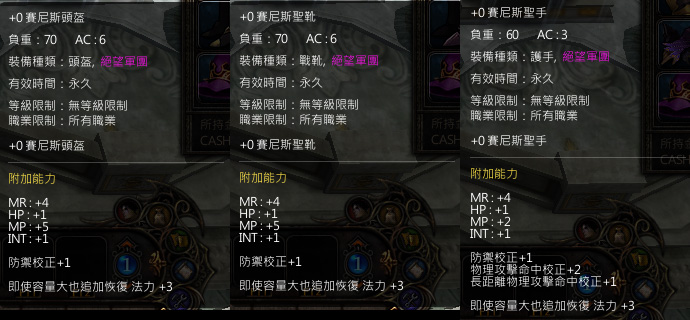 +0 賽尼斯頭盔
負重 : 70 AC : 6
裝備種類 : 頭盔, 絕望軍團
有效時間 : 永久
等級限制 : 無等級限制
職業限制 : 所有職業
+0 賽尼斯頭盔
附加能力
MR : +4
HP : +1
MP : +5
INT : +1
防禦校正+1
即使容量大也追加恢復 法力 +3
+0 賽尼斯聖靴
負重 : 70 AC : 6
裝備種類 : 戰靴, 絕望軍團
有效時間 : 永久
等級限制 : 無等級限制
職業限制 : 所有職業
+0 賽尼斯聖靴
附加能力
MR : +4
HP : +1
MP : +5
INT : +1
防禦校正+1
即使容量大也追加恢復 法力 +3
+0 賽尼斯聖手
負重 : 60 AC : 3
裝備種類 : 護手, 絕望軍團
有效時間 : 永久
等級限制 : 無等級限制
職業限制 : 所有職業
+0 賽尼斯聖手
附加能力
MR : +4
HP : +1
MP : +2
INT : +1
防禦校正+1
物理攻擊命中校正+2
長距離物理攻擊命中校正+1
即使容量大也追加恢復 法力 +3